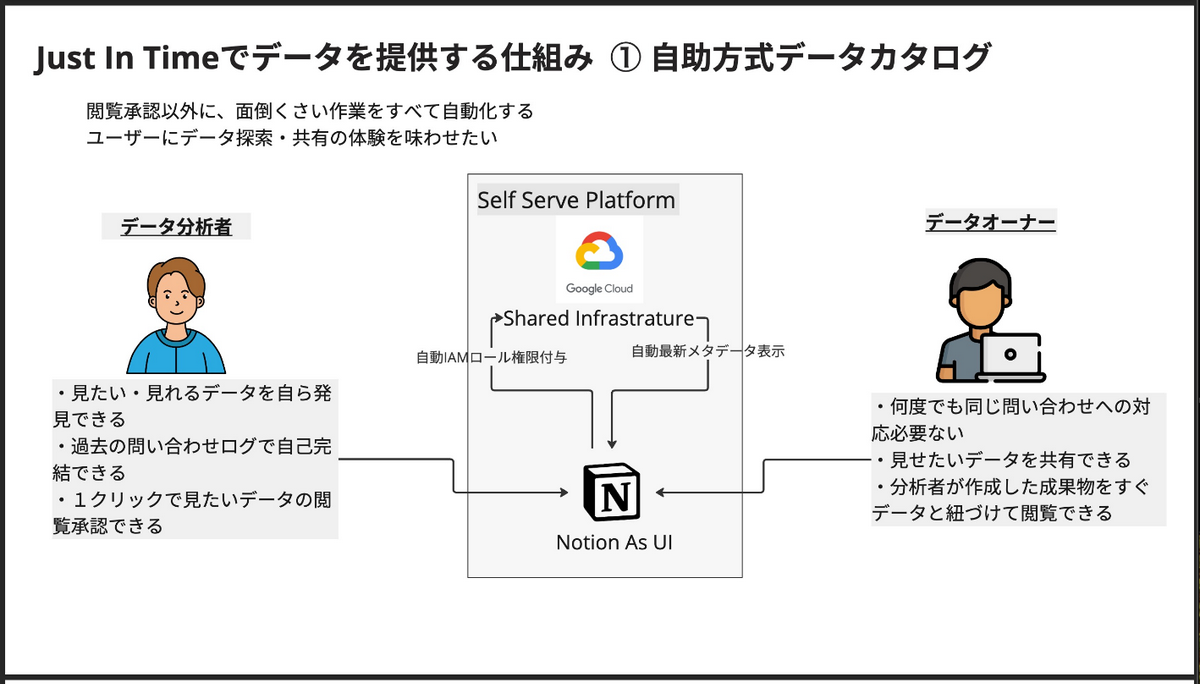 Just In Timeでデータを提供する仕組み ① 自助方式データカタログ
閲覧承認以外に、面倒くさい作業をすべて自動化する
ユーザーにデータ探索・共有の体験を味わせたい
データ分析者
・見たい・見れるデータを自ら発
見できる
・過去の問い合わせログで自己完
結できる
・１クリックで見たいデータの閲
覧承認できる
Self Serve Platform
Google Cloud
Shared Infrastrature
自動IAMロール権限付与
自動最新メタデータ表示
N
Notion As UI
データオーナー
・何度でも同じ問い合わせへの対
応必要ない
・見せたいデータを共有できる
・分析者が作成した成果物をすぐ
データと紐づけて閲覧できる